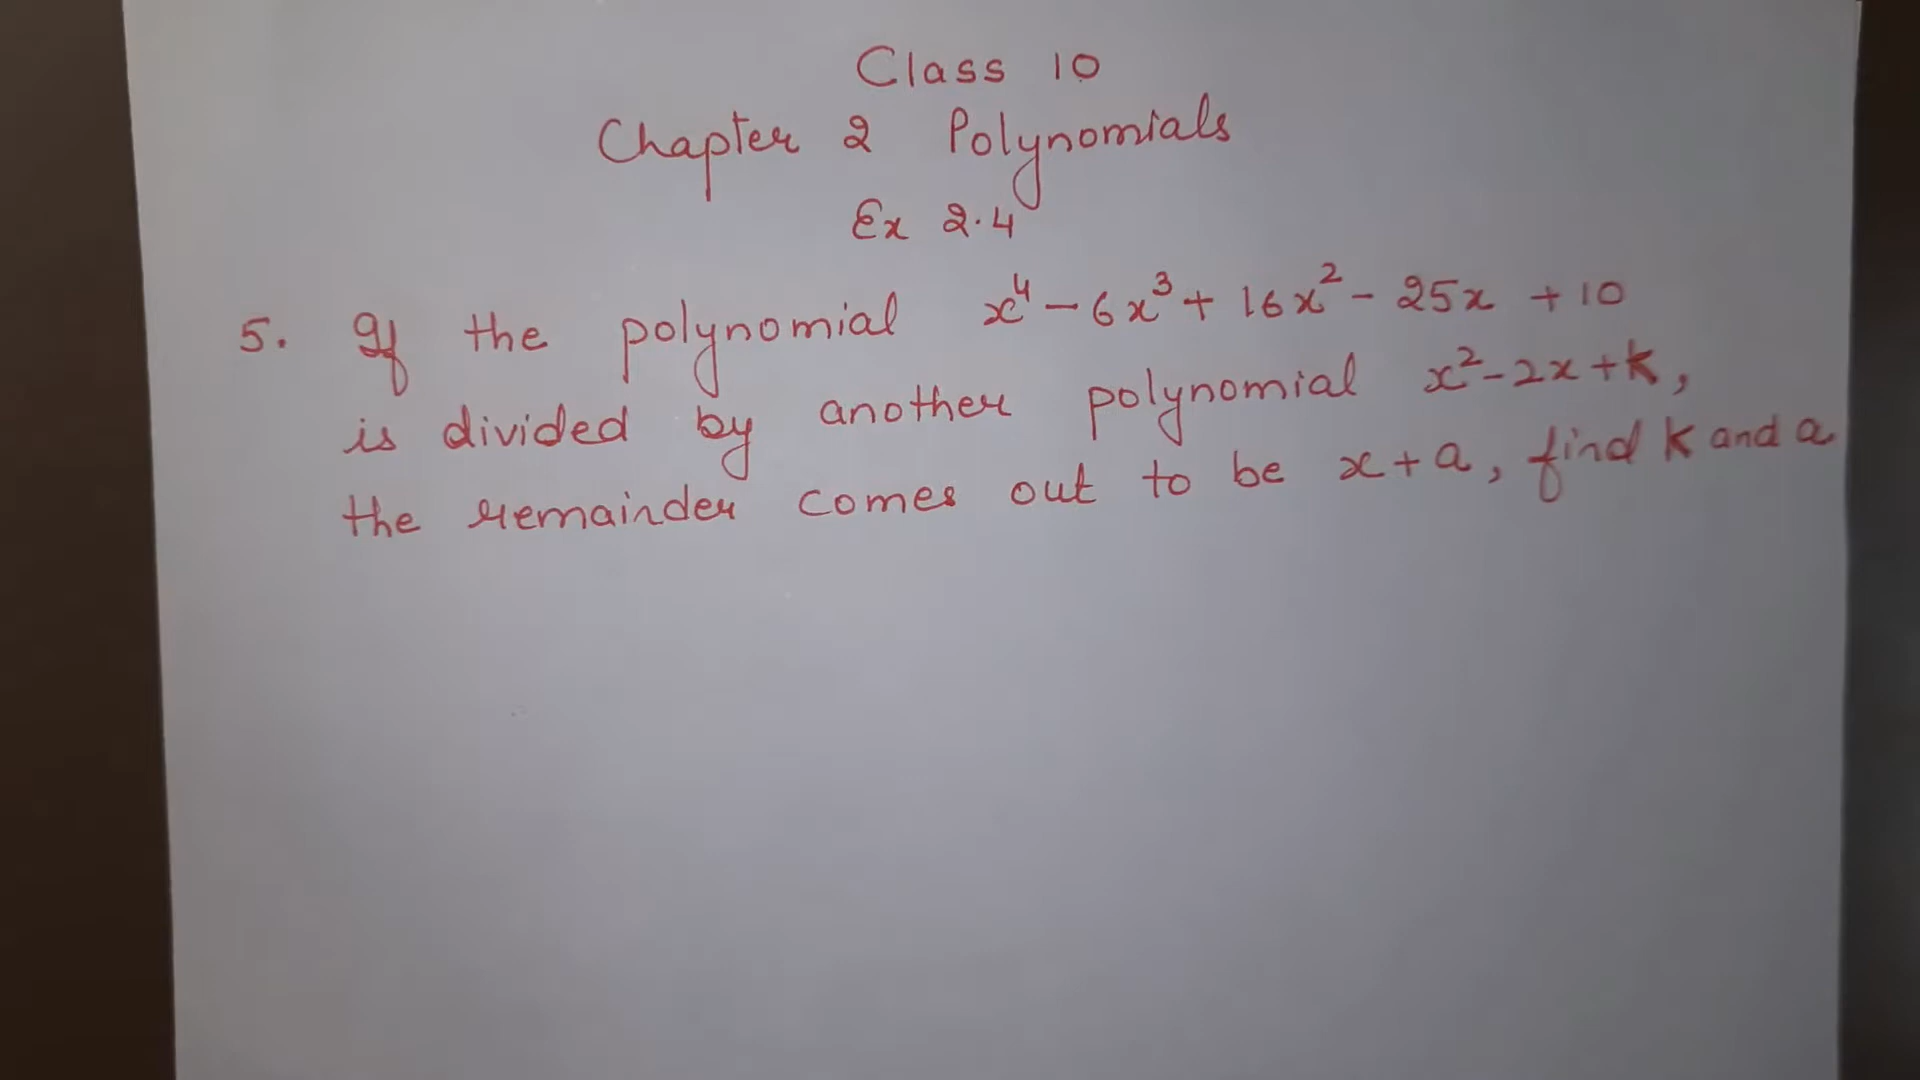 Class 10
Chapter 2 Polynomials
Ex 2.4
5. If the polynomial x⁴ - 6x³ + 16x² - 25x + 10
is divided by another polynomial x² - 2x + k,
the remainder comes out to be x + a, find k and a